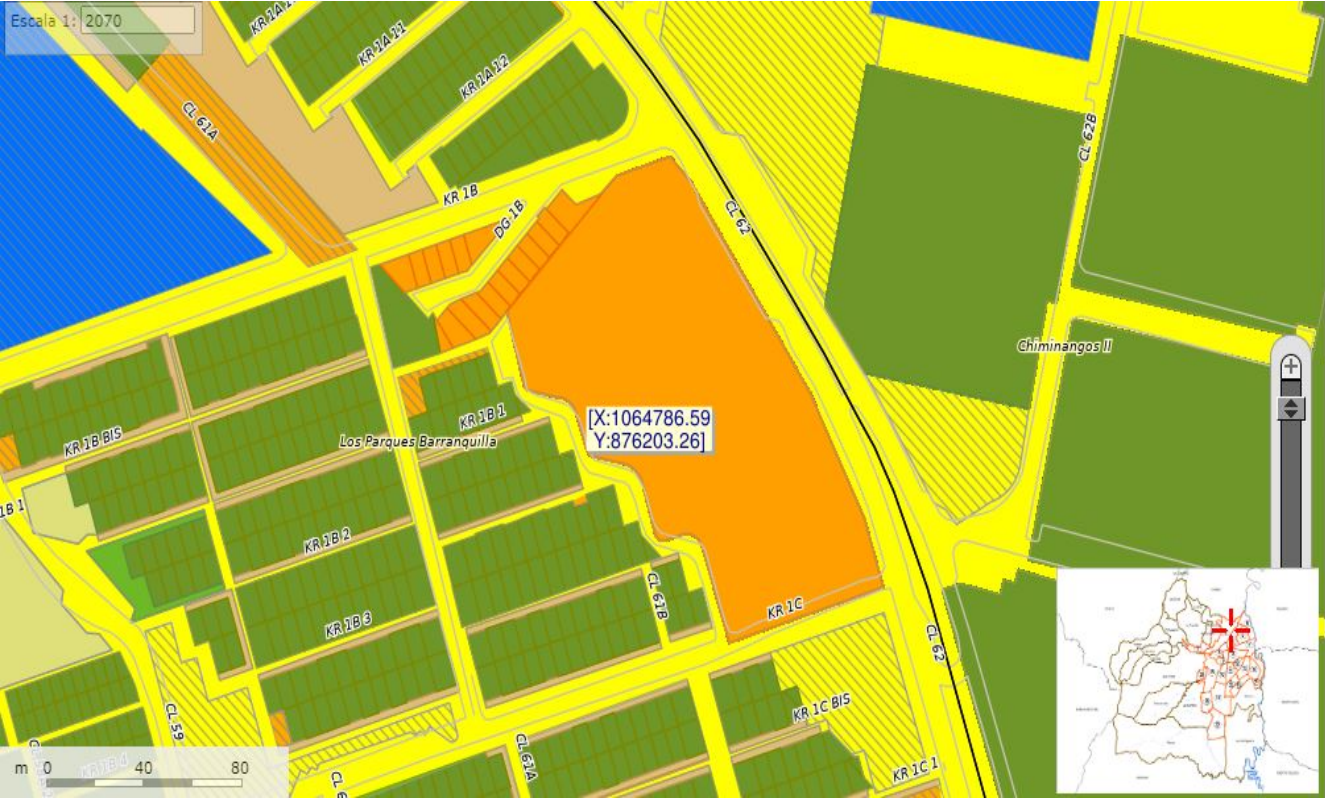 Escala 1: 2070
KR 1A 11
KR 1A 12
CL 61A
CL 62B
KR 1B
DG 1B
CL 62
Chiminangos II
[X:1064786.59
Y:876203.26]
KR 1B 1
KR 1B BIS
Los Parques Barranquilla
1B 1
KR 1B 2
CL 61B
KR 1C
KR 1B 3
CL 62
KR 1C BIS
CL 59
CL 61A
KR 1C 1
KR 1B 4
m 0 40 80